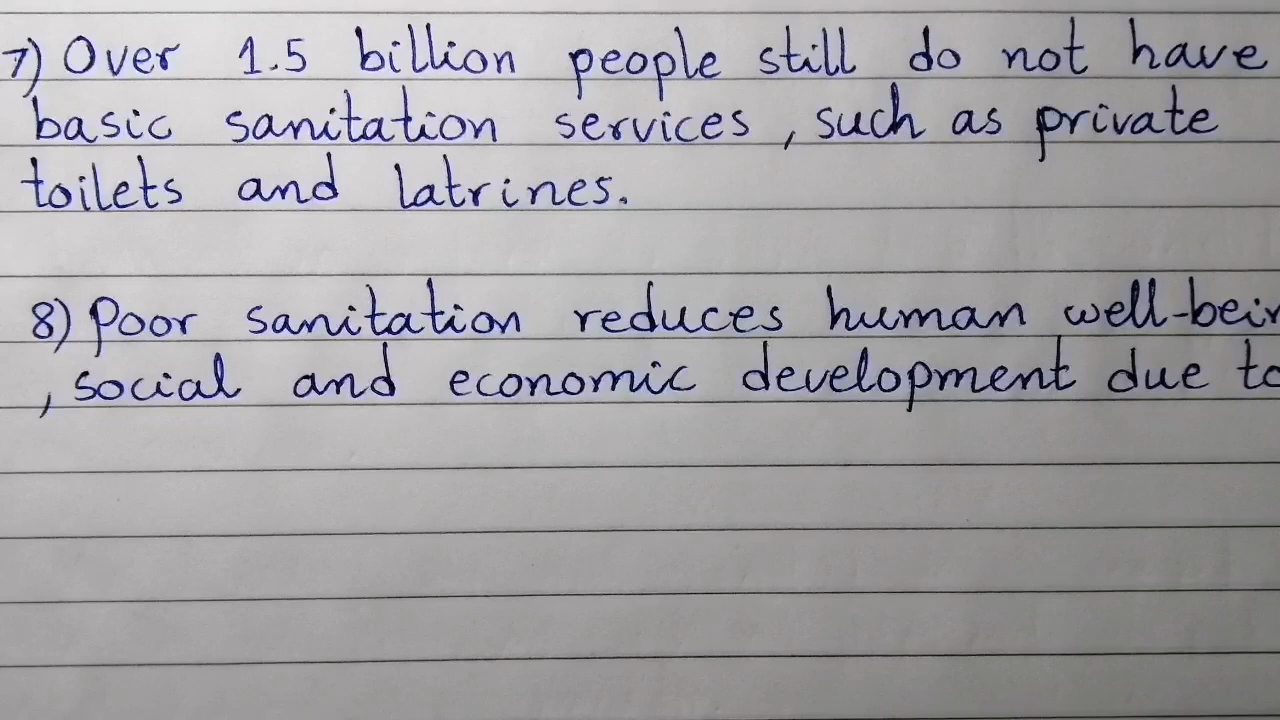 7) Over 1.5 billion people still do not have
basic sanitation services , such as private
toilets and latrines.
8) Poor sanitation reduces human well-bein
, social and economic development due to